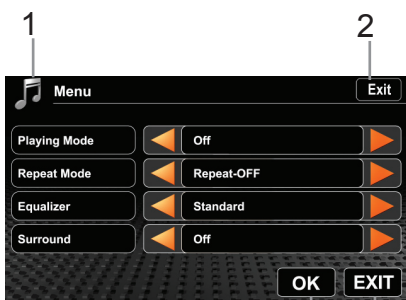 1 2
Menu Exit
Playing Mode Off
Repeat Mode Repeat-OFF
Equalizer Standard
Surround Off
OK EXIT